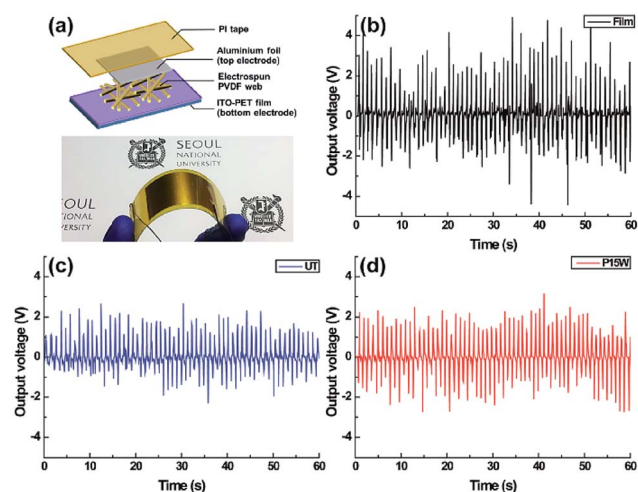 (a)
PI tape
Aluminium foil
(top electrode)
Electrospun
PVDF web
ITO-PET film
(bottom electrode)
SEOUL
NATIONAL
UNIVERSITY
EOUL
NATIONAL
UNIVERSITY
(b)
Film
Output voltage (V)
4
2
0
-2
-4
0 10 20 30 40 50 60
Time (s)
(c)
UT
Output voltage (V)
4
2
0
-2
-4
0 10 20 30 40 50 60
Time (s)
(d)
P15W
Output voltage (V)
4
2
0
-2
-4
0 10 20 30 40 50 60
Time (s)